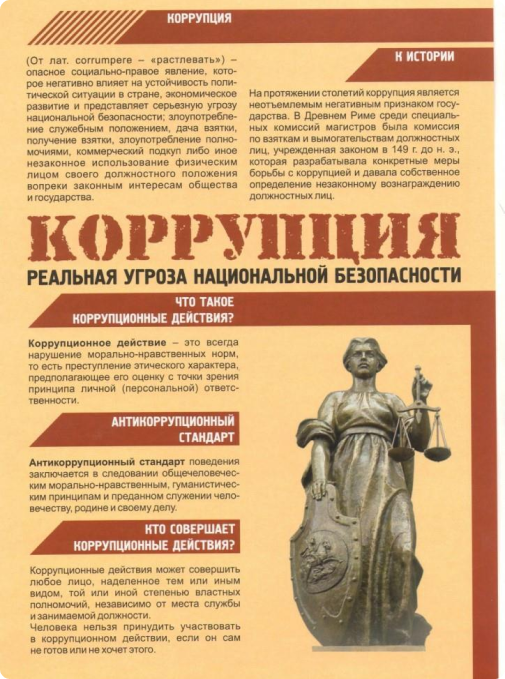 КОРРУПЦИЯ
(От лат. corrumpere – «растлевать») –
опасное социально-правое явление, кото-
рое негативно влияет на устойчивость поли-
тической ситуации в стране, экономическое
развитие и представляет серьезную угрозу
национальной безопасности; злоупотребле-
ние служебным положением, дача взятки,
получение взятки, злоупотребление полно-
мочиями, коммерческий подкуп либо иное
незаконное использование физическим
лицом своего должностного положения
вопреки законным интересам общества
и государства.
К ИСТОРИИ
На протяжении столетий коррупция является
неотъемлемым негативным признаком госу-
дарства. В Древнем Риме среди специаль-
ных комиссий магистров была комиссия
по взяткам и вымогательствам должностных
лиц, учрежденная законом в 149 г. до н. э.,
которая разрабатывала конкретные меры
борьбы с коррупцией и давала собственное
определение незаконному вознаграждению
должностных лиц.
КОРРУПЦИЯ
РЕАЛЬНАЯ УГРОЗА НАЦИОНАЛЬНОЙ БЕЗОПАСНОСТИ
ЧТО ТАКОЕ
КОРРУПЦИОННЫЕ ДЕЙСТВИЯ?
Коррупционное действие – это всегда
нарушение морально-нравственных норм,
то есть преступление этического характера,
предполагающее его оценку с точки зрения
принципа личной (персональной) ответс-
твенности.
АНТИКОРРУПЦИОННЫЙ
СТАНДАРТ
Антикоррупционный стандарт поведения
заключается в следовании общечеловечес-
ким морально-нравственным, гуманистиче-
ским принципам и преданном служении чело-
вечеству, родине и своему делу.
КТО СОВЕРШАЕТ
КОРРУПЦИОННЫЕ ДЕЙСТВИЯ?
Коррупционные действия может совершить
любое лицо, наделенное тем или иным
видом, той или иной степенью властных
полномочий, независимо от места службы
и занимаемой должности.
Человека нельзя принудить участвовать
в коррупционном действии, если он сам
не готов или не хочет этого.